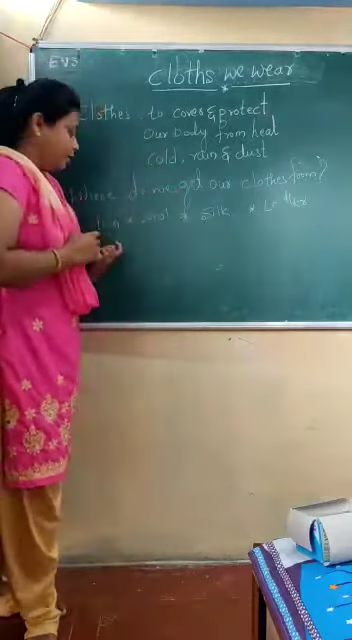 EVS
Cloths we wear
Clothes to cover & protect
Our body from heat
cold, rain & dust
Where do we get our clothes from?
* Silk * Leather